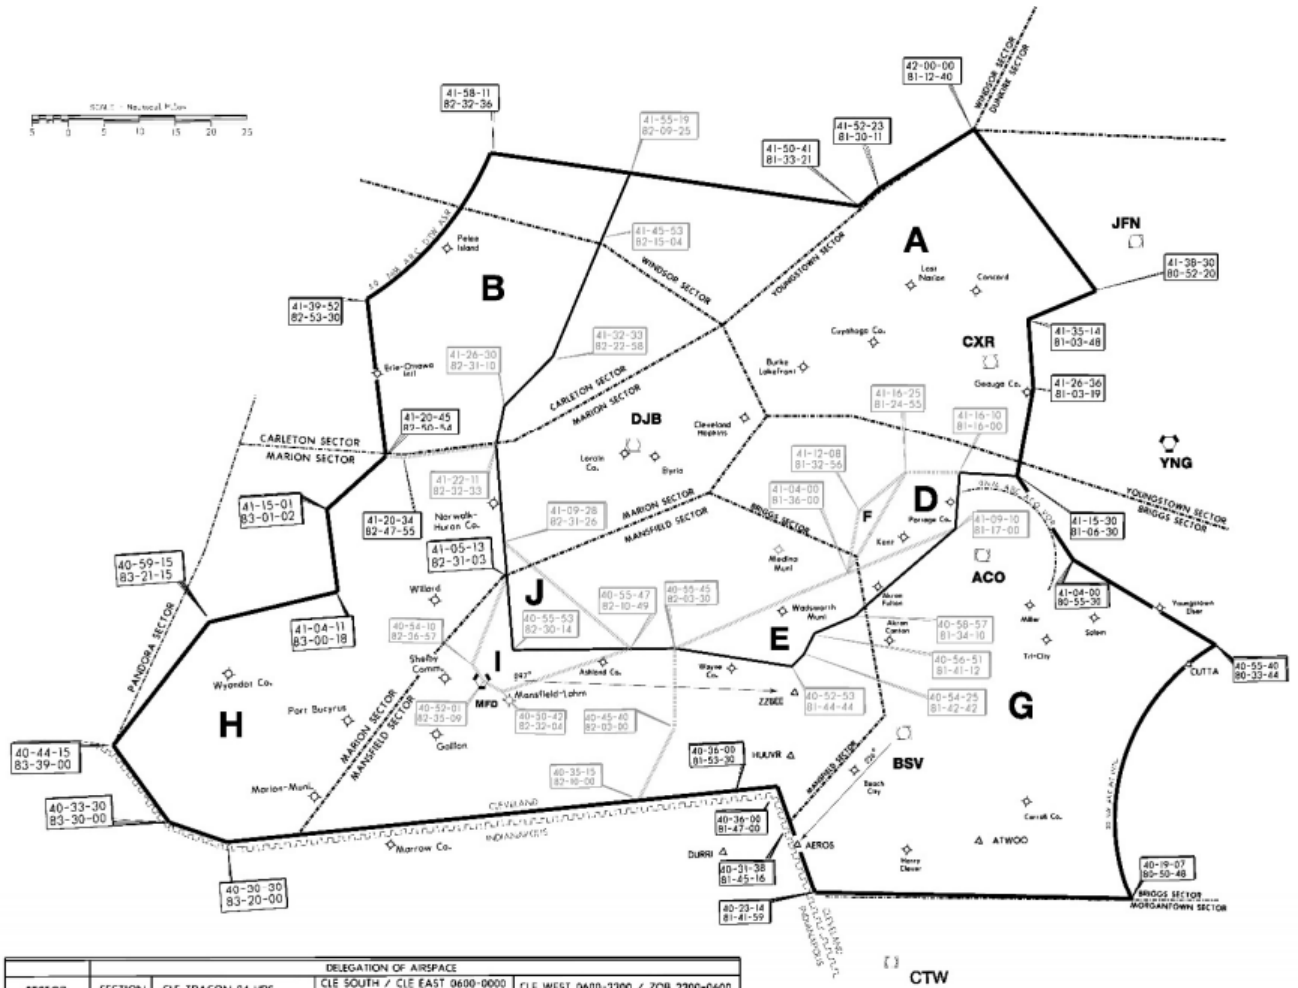 42-00-00
81-12-40
WINDSOR SECTOR
DUNKIRK SECTOR
41-58-11
82-32-36
41-55-19
82-09-25
41-52-23
81-30-11
41-50-41
81-33-21
5 0 5 10 15 20 25
JFN
A
Pelee
Island
41-45-53
82-15-04
WINDSOR SECTOR
YOUNGSTOWN SECTOR
41-38-30
80-52-20
Lost
Nation
Concord
B
41-39-52
82-53-30
41-35-14
81-03-48
41-32-33
82-22-58
Cuyahoga Co.
CXR
41-26-30
82-31-10
Burke
Lakefront
Geauga Co.
41-26-36
81-03-19
CARLETON SECTOR
MARION SECTOR
41-16-25
81-24-55
41-16-10
81-16-00
41-20-45
82-50-54
DJB
Cleveland
Hopkins
CARLETON SECTOR
MARION SECTOR
Lorain
Co.
Elyria
41-12-08
81-32-56
YNG
41-22-11
82-32-33
41-04-00
81-36-00
D
YOUNGSTOWN SECTOR
BRIGGS SECTOR
41-15-01
83-01-02
41-20-34
82-47-55
Norwalk-
Huron Co.
41-09-28
82-31-26
MARION SECTOR
MANSFIELD SECTOR
BRIGGS SECTOR
F
Portage Co.
41-09-10
81-17-00
41-15-30
81-06-30
Kent
41-05-13
82-31-03
Medina
Muni
ACO
40-59-15
83-21-15
Willard
J
40-55-47
82-10-49
40-55-45
82-03-30
Akron
Fulton
41-04-00
80-55-30
Youngstown
Elser
Wadsworth
Muni
Miller
Salem
41-04-11
83-00-18
40-54-10
82-36-57
40-55-53
82-30-14
E
Akron
Canton
40-58-57
81-34-10
Tri-City
PANDORA SECTOR
Shelby
Comm.
I
Ashland Co.
Wayne
Co.
40-56-51
81-41-12
40-55-40
80-33-44
CUTTA
Wyandot Co.
092°
MFD
Mansfield-Lahm
ZZBEE
40-52-53
81-44-44
40-54-25
81-42-42
G
H
Port Bucyrus
40-52-01
82-35-09
40-50-42
82-32-04
40-45-40
82-03-00
MARION SECTOR
MANSFIELD SECTOR
Galion
40-44-15
83-39-00
HUUVR
40-36-00
81-53-30
BSV
MANSFIELD SECTOR
Beach
City
Marion-Muni
40-35-15
82-10-00
40-33-30
83-30-00
CLEVELAND
INDIANAPOLIS
Carroll Co.
40-36-00
81-47-00
Morrow Co.
DURRI
AEROS
ATWOO
40-31-38
81-45-16
Harry
Clever
40-19-07
80-50-48
40-30-30
83-20-00
40-23-14
81-41-59
BRIGGS SECTOR
MORGANTOWN SECTOR
CLEVELAND
INDIANAPOLIS
CTW
DELEGATION OF AIRSPACE
CLE SOUTH / CLE EAST 0600-0000